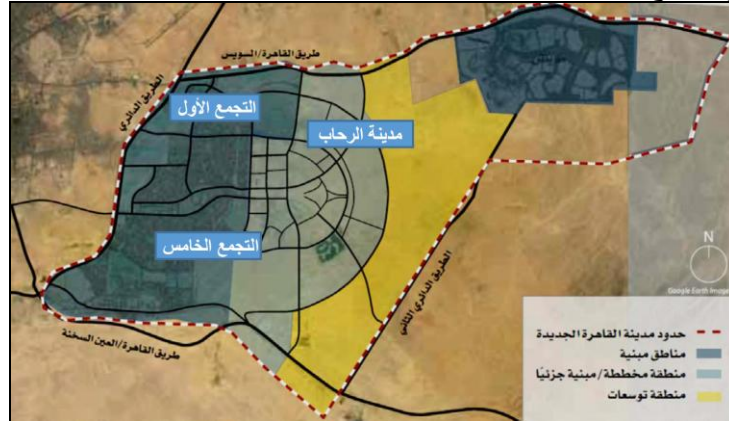 طريق القاهرة/السويس
مدينتي
الطريق الدائري
التجمع الأول
مدينة الرحاب
التجمع الخامس
الطريق الدائري الثاني
طريق القاهرة/العين السخنة
N
Google Earth Image
حدود مدينة القاهرة الجديدة
مناطق مبنية
منطقة مخططة/مبنية جزئيًا
منطقة توسعات